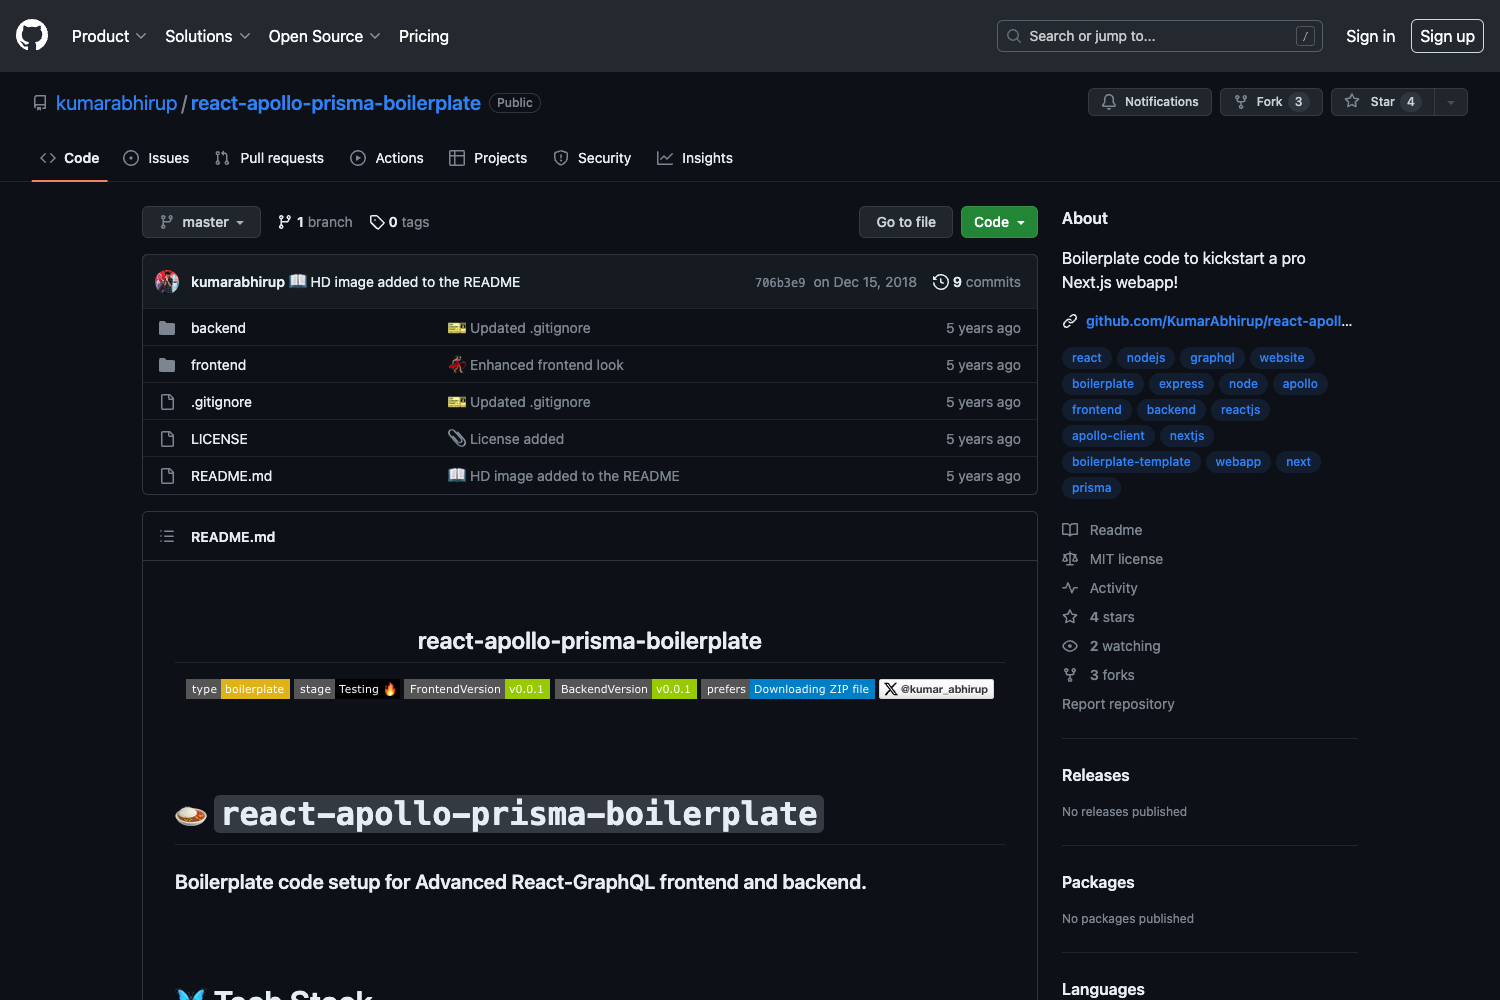 Product Solutions Open Source Pricing Search or jump to... / Sign in Sign up
kumarabhirup / react-apollo-prisma-boilerplate Public Notifications Fork 3 Star 4
Code Issues Pull requests Actions Projects Security Insights
master 1 branch 0 tags Go to file Code
kumarabhirup HD image added to the README 706b3e9 on Dec 15, 2018 9 commits
backend Updated .gitignore 5 years ago
frontend Enhanced frontend look 5 years ago
.gitignore Updated .gitignore 5 years ago
LICENSE License added 5 years ago
README.md HD image added to the README 5 years ago
README.md
react-apollo-prisma-boilerplate
type boilerplate stage Testing FrontendVersion v0.0.1 BackendVersion v0.0.1 prefers Downloading ZIP file X @kumar_abhirup
react-apollo-prisma-boilerplate
Boilerplate code setup for Advanced React-GraphQL frontend and backend.
Tech Stack
About
Boilerplate code to kickstart a pro
Next.js webapp!
github.com/KumarAbhirup/react-apoll...
react nodejs graphql website
boilerplate express node apollo
frontend backend reactjs
apollo-client nextjs
boilerplate-template webapp next
prisma
Readme
MIT license
Activity
4 stars
2 watching
3 forks
Report repository
Releases
No releases published
Packages
No packages published
Languages